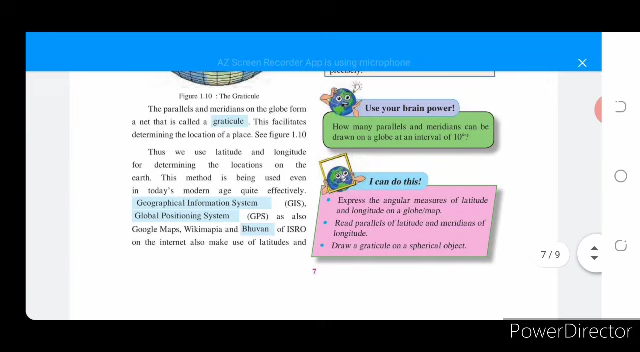 AZ Screen Recorder App is using microphone
precisely.
Figure 1.10 : The Graticule
The parallels and meridians on the globe form
a net that is called a graticule. This facilitates
determining the location of a place. See figure 1.10
Thus we use latitude and longitude
for determining the locations on the
earth. This method is being used even
in today's modern age quite effectively.
Geographical Information System (GIS),
Global Positioning System (GPS) as also
Google Maps, Wikimapia and Bhuvan of ISRO
on the internet also make use of latitudes and
Use your brain power!
How many parallels and meridians can be
drawn on a globe at an interval of 10°?
I can do this!
• Express the angular measures of latitude
and longitude on a globe/map.
• Read parallels of latitude and meridians of
longitude.
• Draw a graticule on a spherical object.
7
7 / 9
PowerDirector